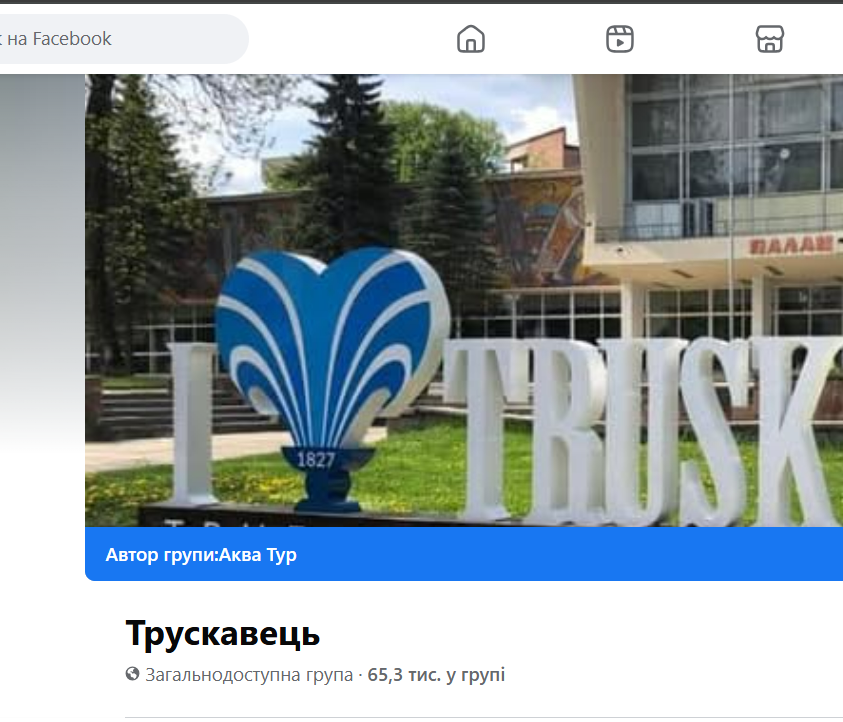 на Facebook
ПАЛАЦ
I TRUSK
1827
Автор групи:Аква Тур
Трускавець
Загальнодоступна група · 65,3 тис. у групі